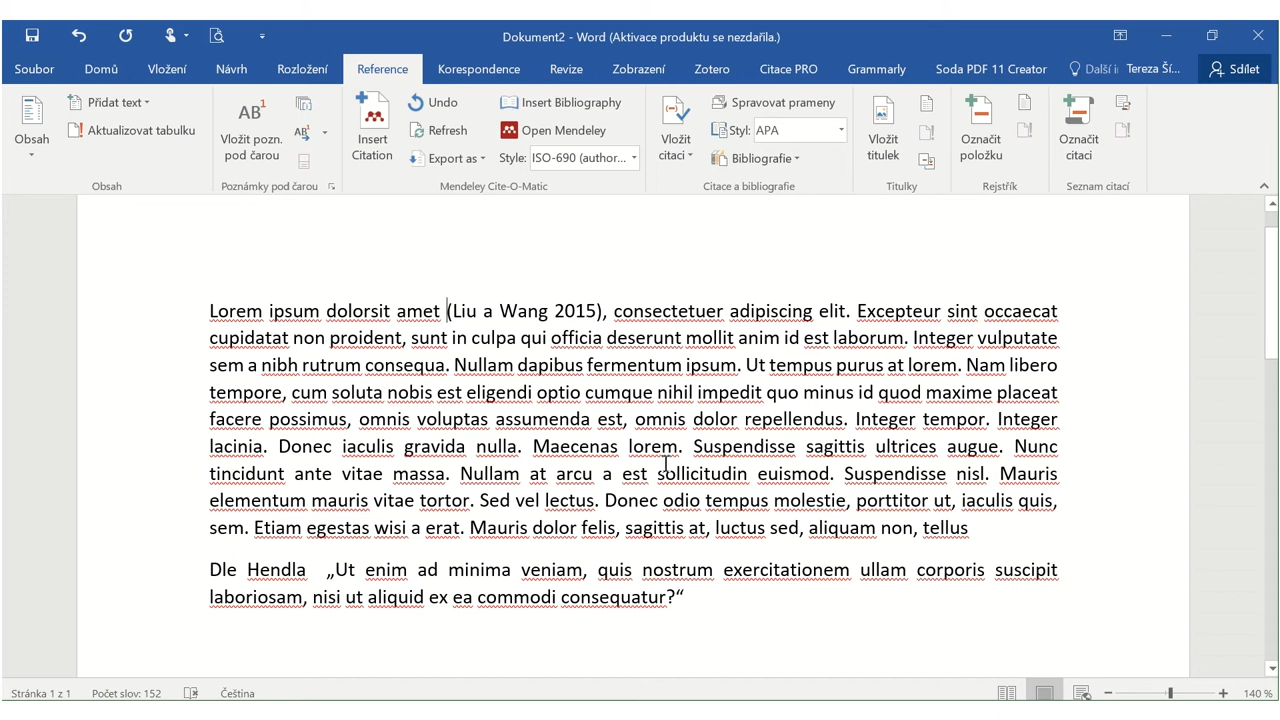 Dokument2 - Word (Aktivace produktu se nezdařila.)
Soubor Domů Vložení Návrh Rozložení Reference Korespondence Revize Zobrazení Zotero Citace PRO Grammarly Soda PDF 11 Creator Další i Tereza Ší... Sdílet
Obsah
Přidat text
Aktualizovat tabulku
Obsah
AB1
Vložit pozn. pod čarou
AB
Poznámky pod čarou
Insert Citation
Undo
Refresh
Export as
Insert Bibliography
Open Mendeley
Style: ISO-690 (author...
Mendeley Cite-O-Matic
Vložit citaci
Spravovat prameny
Styl: APA
Bibliografie
Citace a bibliografie
Vložit titulek
Titulky
Označit položku
Rejstřík
Označit citaci
Seznam citací
Lorem ipsum dolorsit amet (Liu a Wang 2015), consectetuer adipiscing elit. Excepteur sint occaecat
cupidatat non proident, sunt in culpa qui officia deserunt mollit anim id est laborum. Integer vulputate
sem a nibh rutrum consequa. Nullam dapibus fermentum ipsum. Ut tempus purus at lorem. Nam libero
tempore, cum soluta nobis est eligendi optio cumque nihil impedit quo minus id quod maxime placeat
facere possimus, omnis voluptas assumenda est, omnis dolor repellendus. Integer tempor. Integer
lacinia. Donec iaculis gravida nulla. Maecenas lorem. Suspendisse sagittis ultrices augue. Nunc
tincidunt ante vitae massa. Nullam at arcu a est sollicitudin euismod. Suspendisse nisl. Mauris
elementum mauris vitae tortor. Sed vel lectus. Donec odio tempus molestie, porttitor ut, iaculis quis,
sem. Etiam egestas wisi a erat. Mauris dolor felis, sagittis at, luctus sed, aliquam non, tellus
Dle Hendla „Ut enim ad minima veniam, quis nostrum exercitationem ullam corporis suscipit
laboriosam, nisi ut aliquid ex ea commodi consequatur?“
Stránka 1 z 1 Počet slov: 152 Čeština 140 %